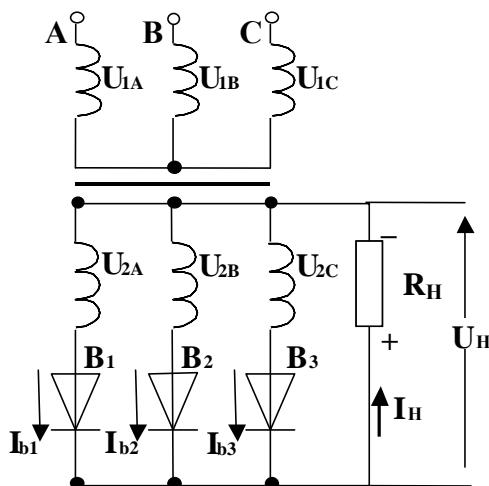 A B C
U1A U1B U1C
U2A U2B U2C
−
RH
UH
+
B1 B2 B3
IH
Ib1 Ib2 Ib3